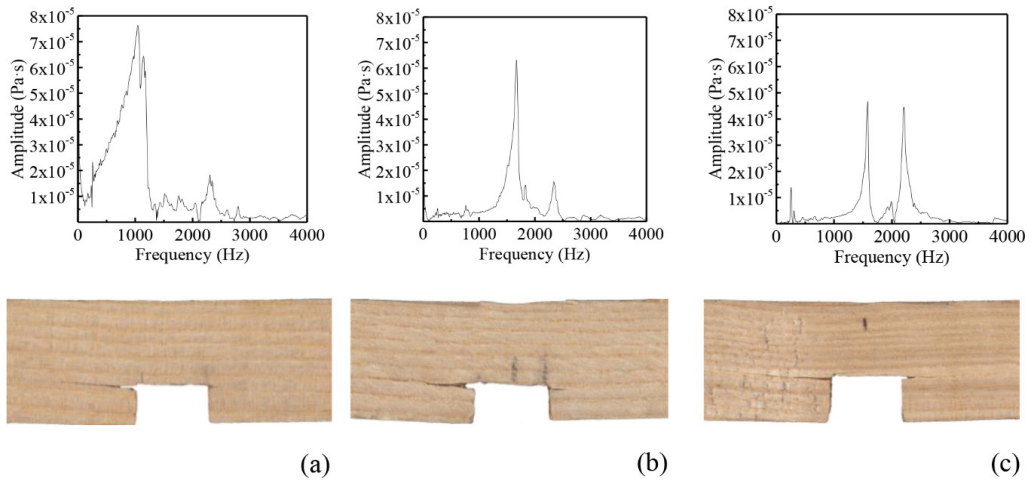 8x10⁻⁵
7x10⁻⁵
6x10⁻⁵
5x10⁻⁵
4x10⁻⁵
3x10⁻⁵
2x10⁻⁵
1x10⁻⁵
Amplitude (Pa·s)
0 1000 2000 3000 4000
Frequency (Hz)
8x10⁻⁵
7x10⁻⁵
6x10⁻⁵
5x10⁻⁵
4x10⁻⁵
3x10⁻⁵
2x10⁻⁵
1x10⁻⁵
Amplitude (Pa·s)
0 1000 2000 3000 4000
Frequency (Hz)
8x10⁻⁵
7x10⁻⁵
6x10⁻⁵
5x10⁻⁵
4x10⁻⁵
3x10⁻⁵
2x10⁻⁵
1x10⁻⁵
Amplitude (Pa·s)
0 1000 2000 3000 4000
Frequency (Hz)
(a)
(b)
(c)